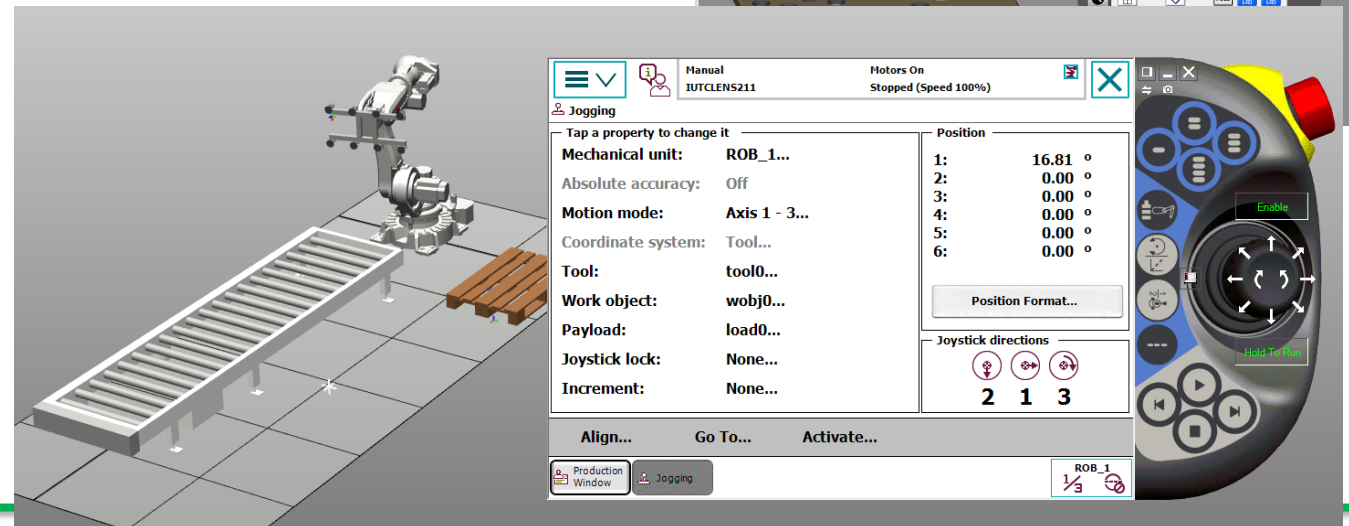 Manual
IUTCLEN5211
Motors On
Stopped (Speed 100%)
Jogging
Tap a property to change it
Mechanical unit: ROB_1...
Absolute accuracy: Off
Motion mode: Axis 1 - 3...
Coordinate system: Tool...
Tool: tool0...
Work object: wobj0...
Payload: load0...
Joystick lock: None...
Increment: None...
Position
1: 16.81 °
2: 0.00 °
3: 0.00 °
4: 0.00 °
5: 0.00 °
6: 0.00 °
Position Format...
Joystick directions
2 1 3
Align... Go To... Activate...
Production
Window
Jogging
ROB_1
1/3
Enable
Hold To Run